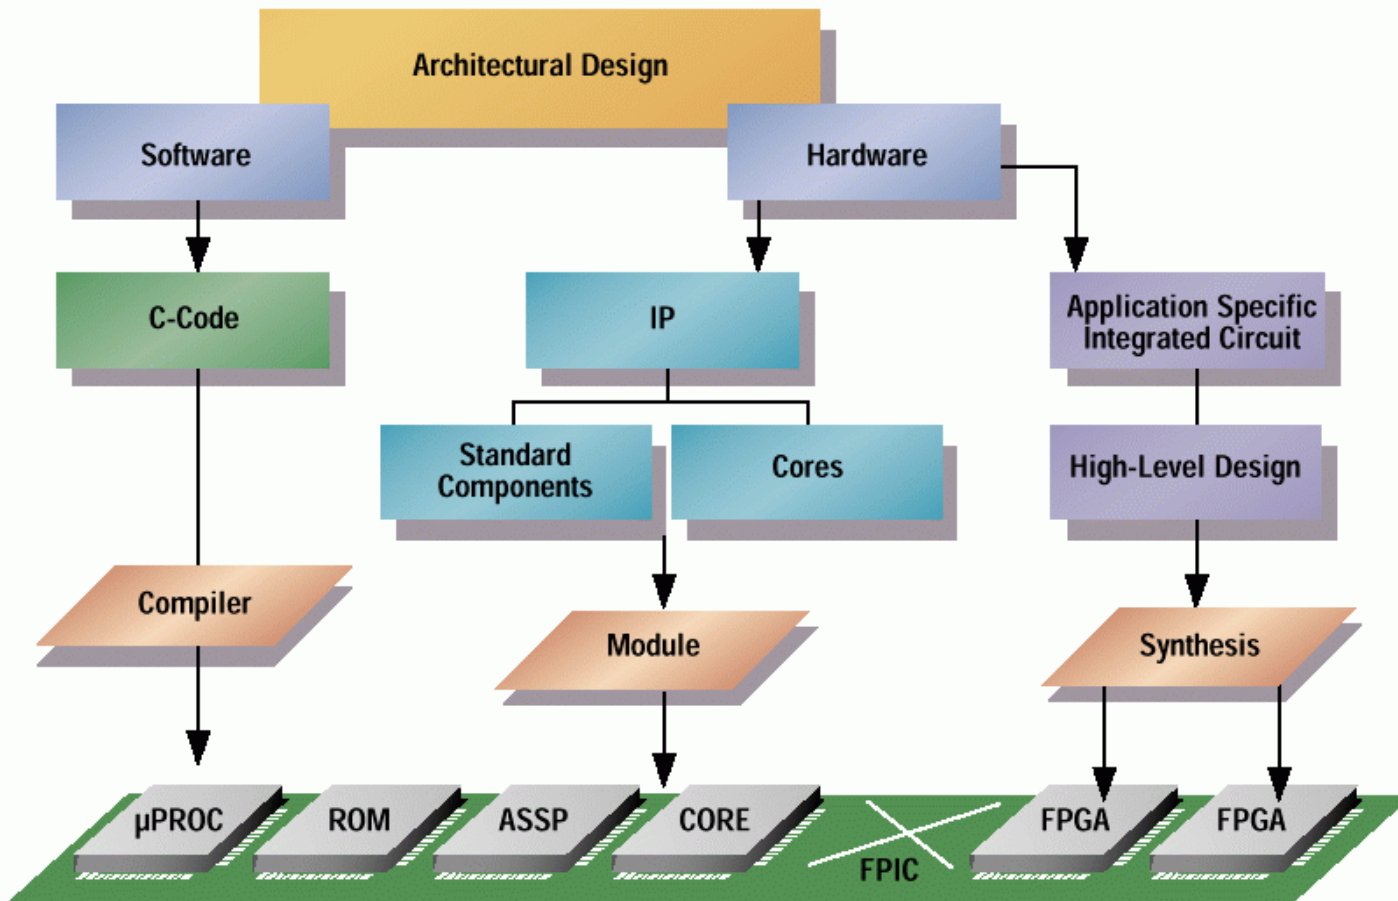 Architectural Design
Software
Hardware
C-Code
IP
Application Specific
Integrated Circuit
Standard
Components
Cores
High-Level Design
Compiler
Module
Synthesis
µPROC
ROM
ASSP
CORE
FPIC
FPGA
FPGA